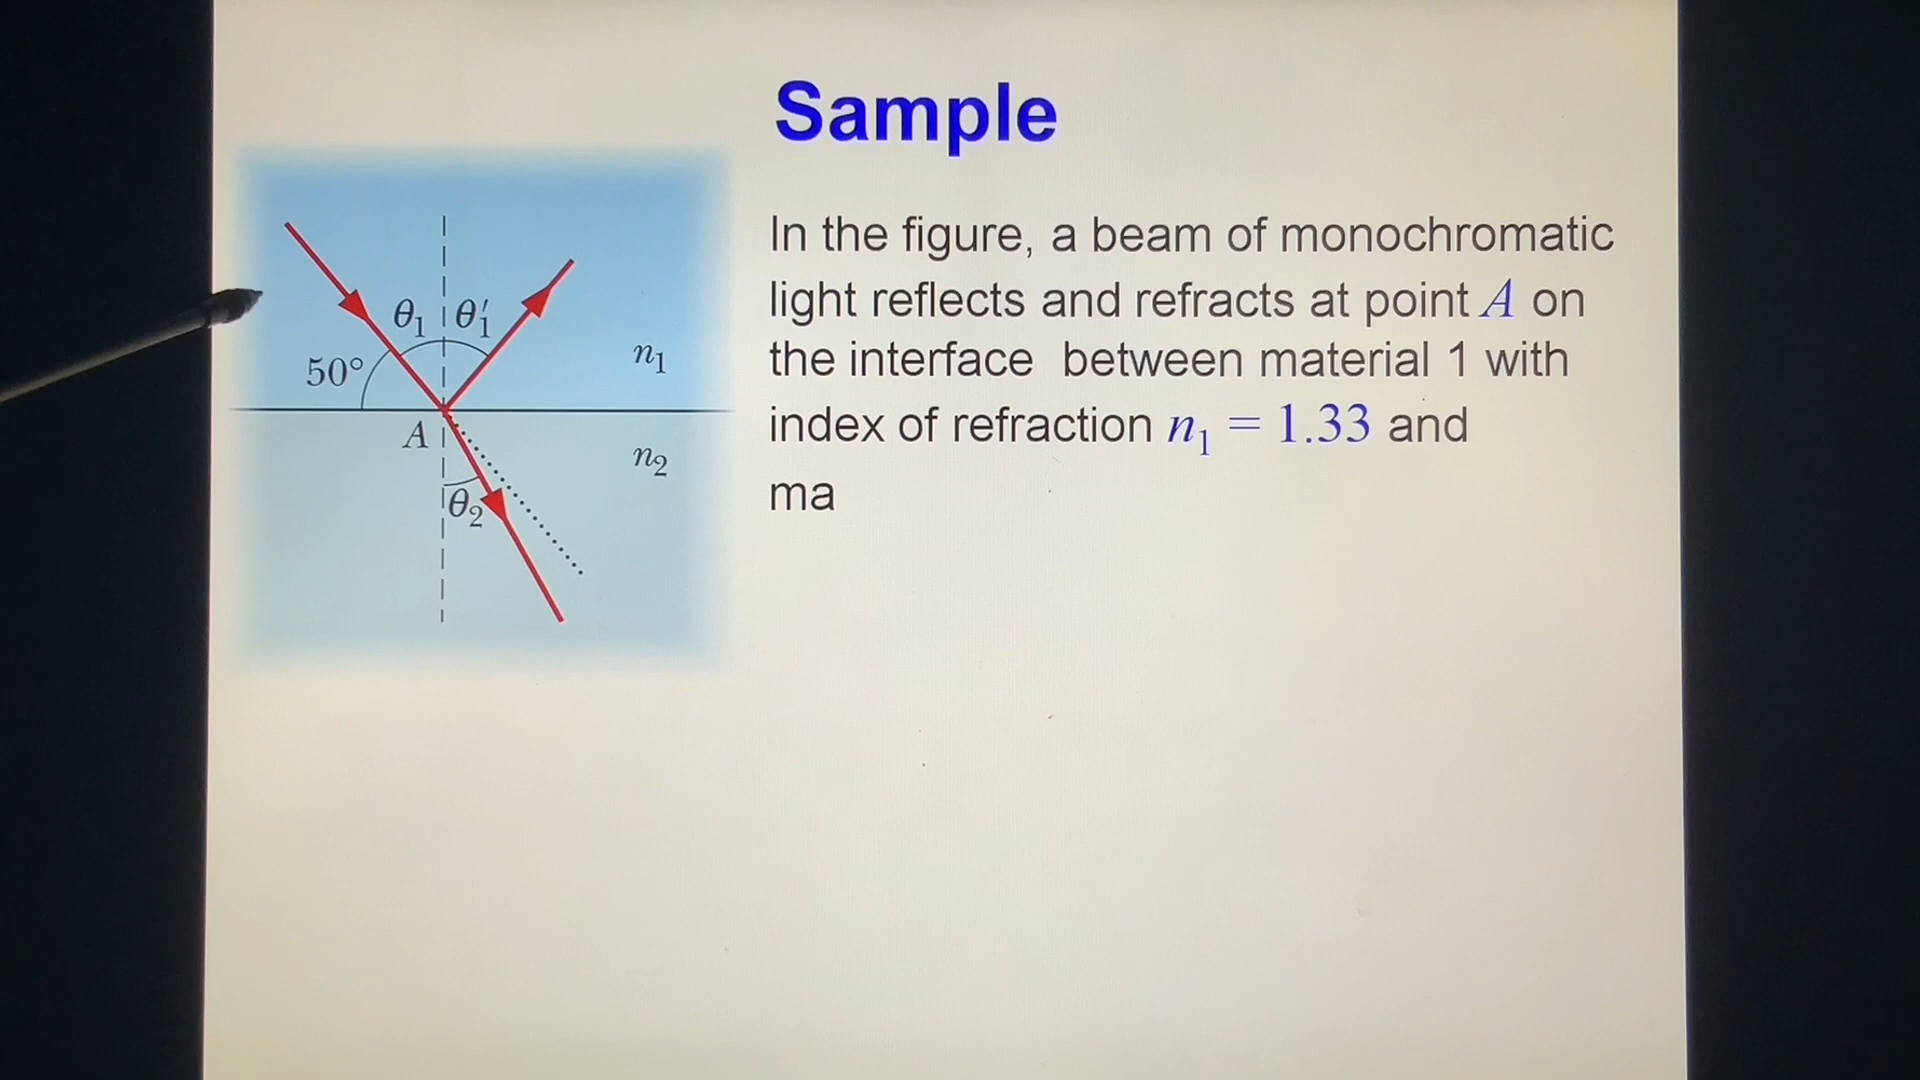 Sample
In the figure, a beam of monochromatic
light reflects and refracts at point A on
the interface between material 1 with
index of refraction n₁ = 1.33 and
ma
θ₁ θ′₁
50°
n₁
A
n₂
θ₂